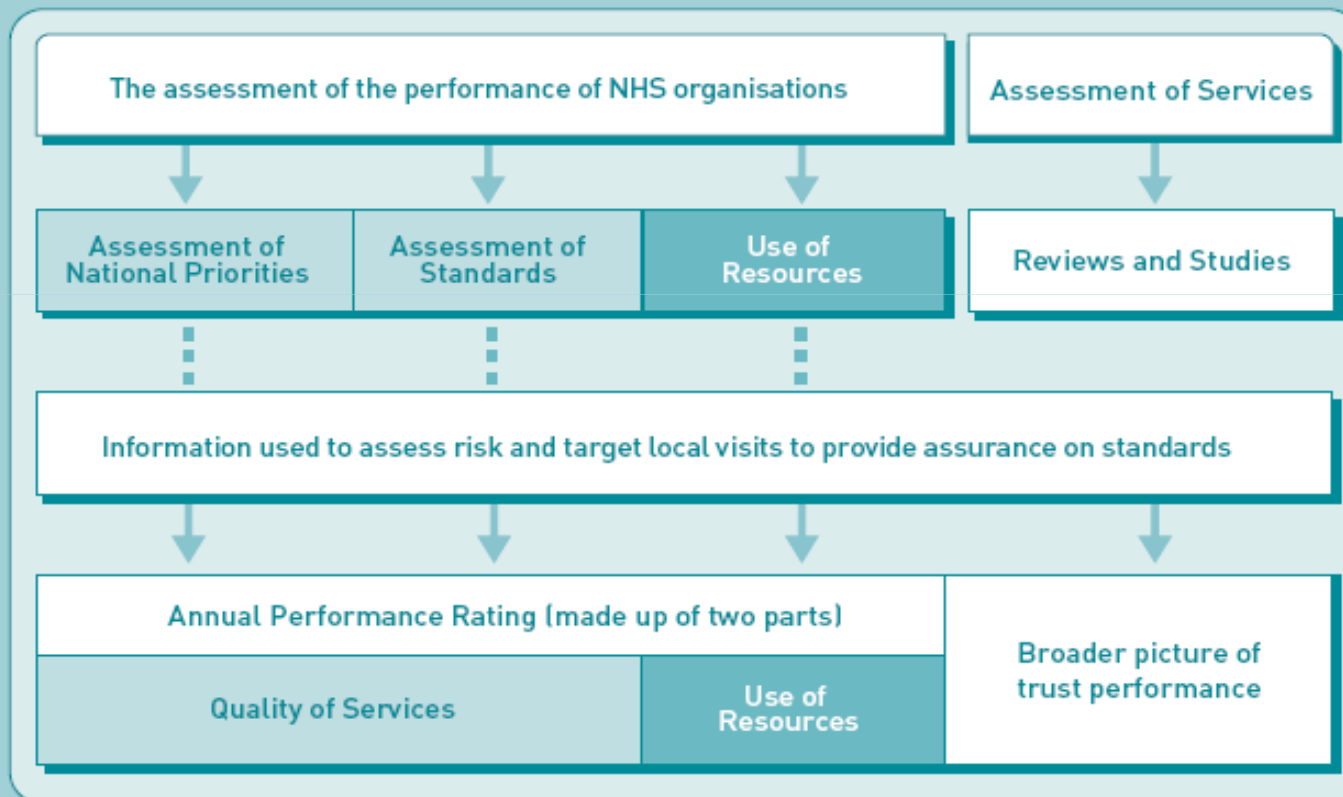 The assessment of the performance of NHS organisations
Assessment of Services
Assessment of
National Priorities
Assessment of
Standards
Use of
Resources
Reviews and Studies
Information used to assess risk and target local visits to provide assurance on standards
Annual Performance Rating (made up of two parts)
Quality of Services
Use of
Resources
Broader picture of
trust performance